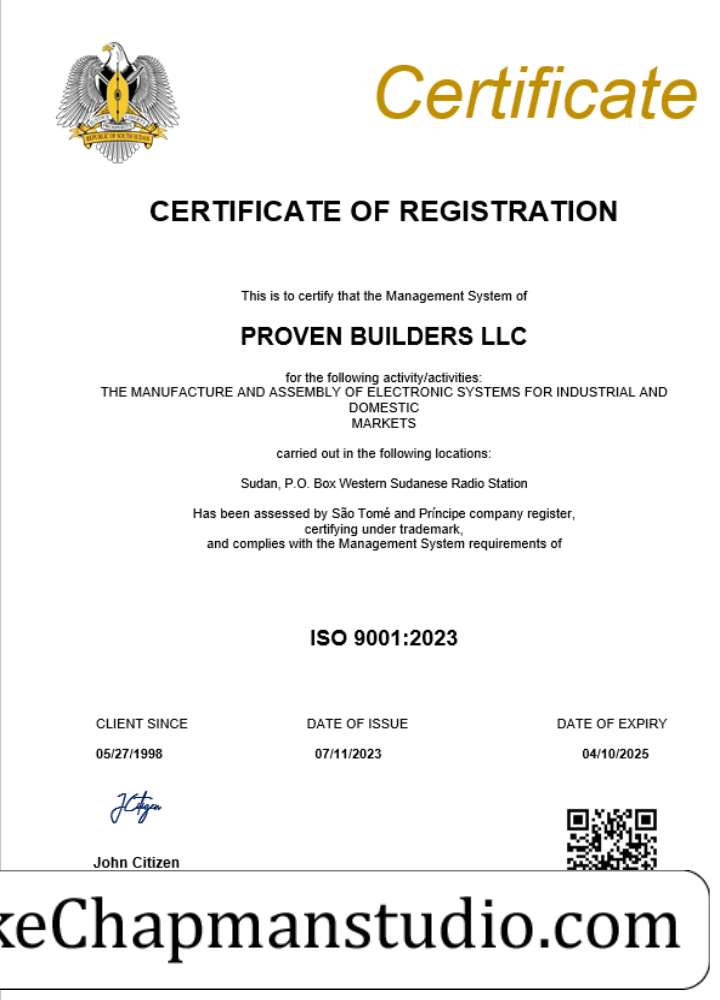 REPUBLIC OF SOUTH SUDAN
Certificate
CERTIFICATE OF REGISTRATION
This is to certify that the Management System of
PROVEN BUILDERS LLC
for the following activity/activities:
THE MANUFACTURE AND ASSEMBLY OF ELECTRONIC SYSTEMS FOR INDUSTRIAL AND
DOMESTIC
MARKETS
carried out in the following locations:
Sudan, P.O. Box Western Sudanese Radio Station
Has been assessed by São Tomé and Príncipe company register,
certifying under trademark,
and complies with the Management System requirements of
ISO 9001:2023
CLIENT SINCE DATE OF ISSUE DATE OF EXPIRY
05/27/1998 07/11/2023 04/10/2025
JCitizen
John Citizen
keChapmanstudio.com